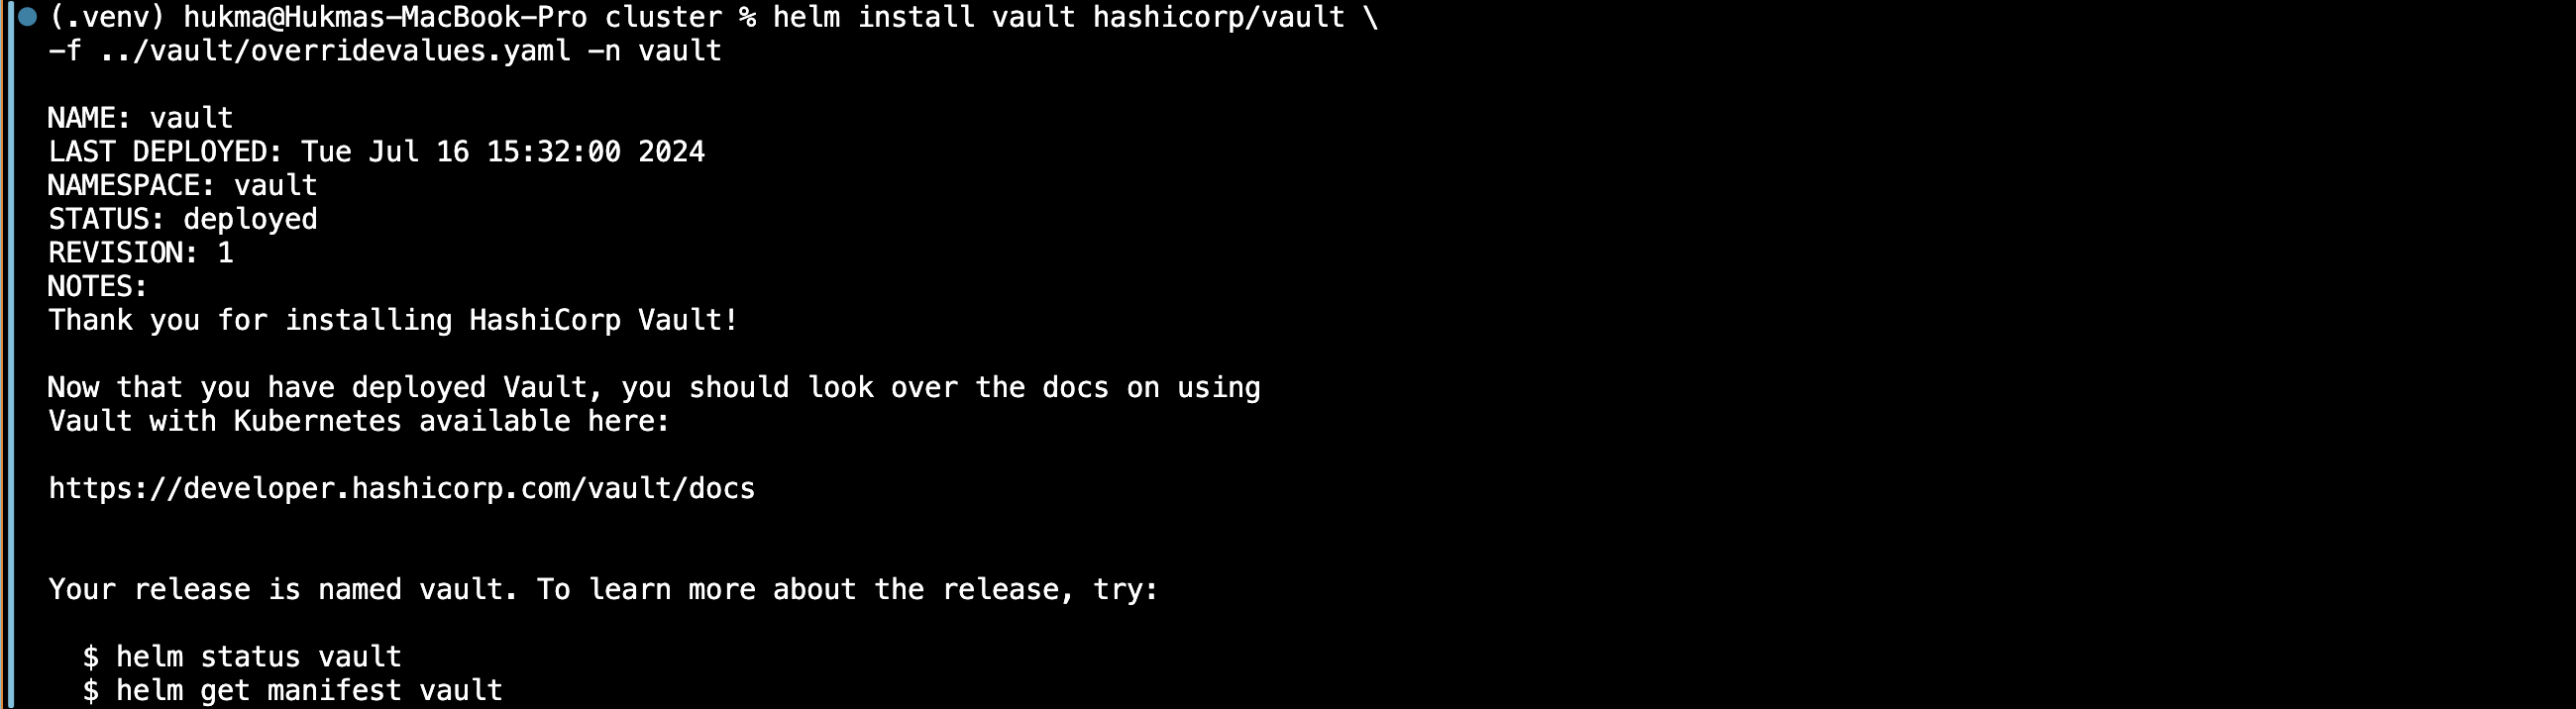 (.venv) hukma@Hukmas-MacBook-Pro cluster % helm install vault hashicorp/vault \
-f ../vault/overridevalues.yaml -n vault
NAME: vault
LAST DEPLOYED: Tue Jul 16 15:32:00 2024
NAMESPACE: vault
STATUS: deployed
REVISION: 1
NOTES:
Thank you for installing HashiCorp Vault!
Now that you have deployed Vault, you should look over the docs on using
Vault with Kubernetes available here:
https://developer.hashicorp.com/vault/docs
Your release is named vault. To learn more about the release, try:
$ helm status vault
$ helm get manifest vault